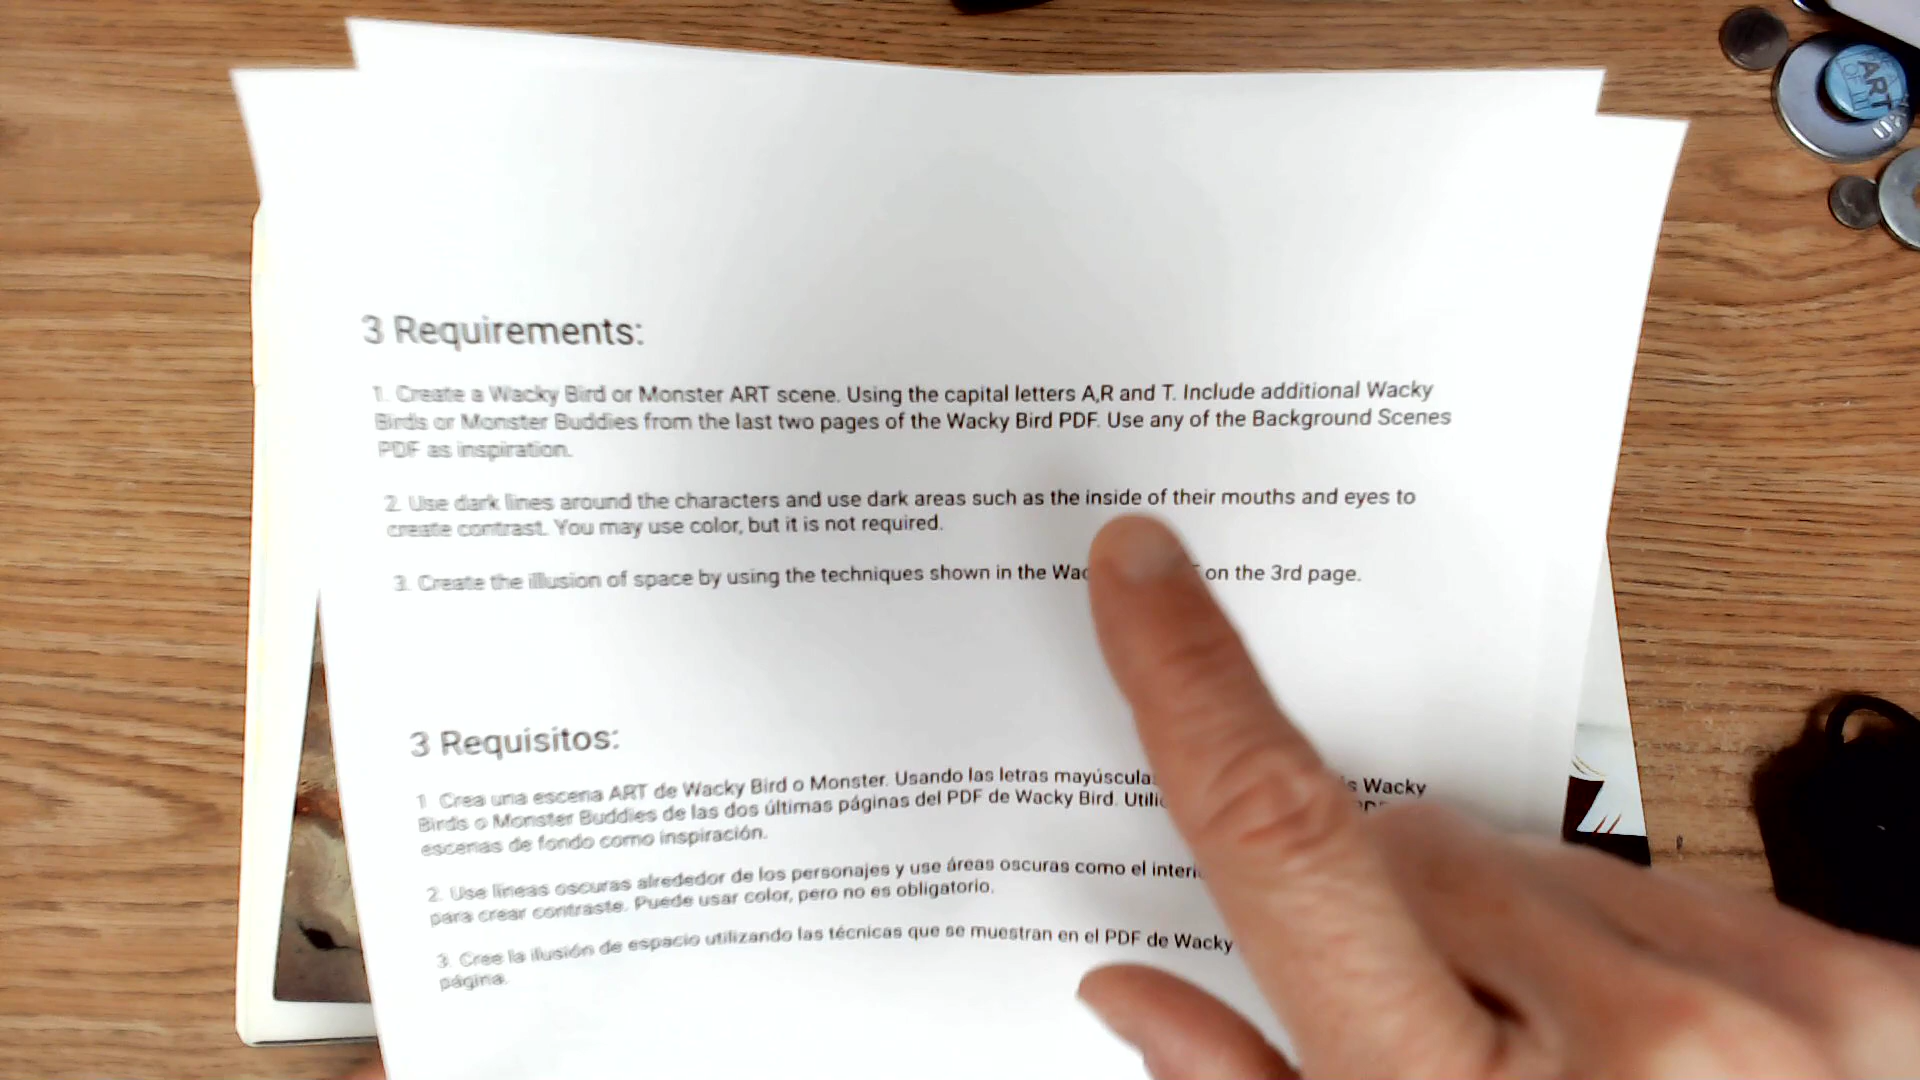 3 Requirements:
1. Create a Wacky Bird or Monster ART scene. Using the capital letters A,R and T. Include additional Wacky
Birds or Monster Buddies from the last two pages of the Wacky Bird PDF. Use any of the Background Scenes
PDF as inspiration.
2. Use dark lines around the characters and use dark areas such as the inside of their mouths and eyes to
create contrast. You may use color, but it is not required.
3. Create the illusion of space by using the techniques shown in the on the 3rd page.
3 Requisitos:
1 Crea una escena ART de Wacky Bird o Monster. Usando las letras Wacky
Birds o Monster Buddies de las dos últimas páginas del PDF de Wacky Bird.
escenas de fondo como inspiración.
2. Use líneas oscuras alrededor de los personajes y use áreas oscuras como el
para crear contraste. Puede usar color, pero no es obligatorio.
3. Cree la ilusión de espacio utilizando las técnicas que se muestran en el PDF de Wacky
página.
ART